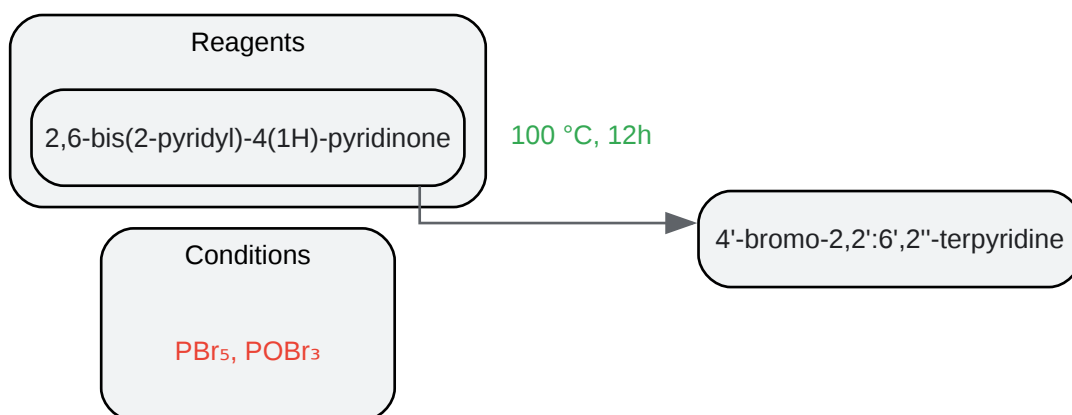 Reagents
2,6-bis(2-pyridyl)-4(1H)-pyridinone
100 °C, 12h
4'-bromo-2,2':6',2''-terpyridine
Conditions
PBr₅, POBr₃